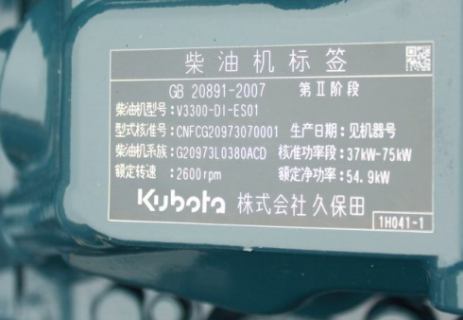 柴油机标签
GB 20891-2007 第Ⅱ阶段
柴油机型号: V3300-DI-ES01
型式核准号: CNFCG20973070001 生产日期: 见机器号
柴油机系族: G20973L0380ACD 核准功率段: 37kW-75kW
额定转速 : 2600rpm 额定净功率: 54.9kW
Kubota 株式会社久保田
1H041-1